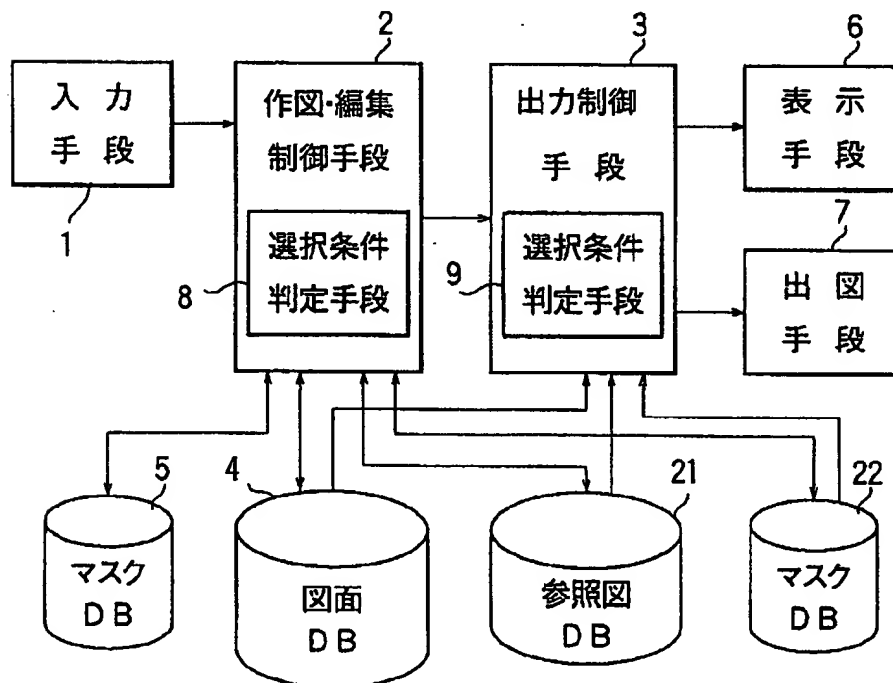 2
3
6
入力
手段
1
作図・編集
制御手段
選択条件
判定手段
8
出力制御
手段
選択条件
判定手段
9
表示
手段
7
出図
手段
5
マスク
DB
4
図面
DB
21
参照図
DB
22
マスク
DB